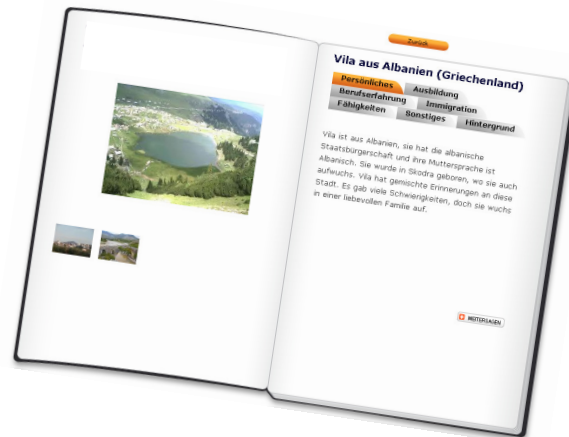 Zurück
Vila aus Albanien (Griechenland)
Persönliches Ausbildung
Berufserfahrung Immigration
Fähigkeiten Sonstiges Hintergrund
Vila ist aus Albanien, sie hat die albanische
Staatsbürgerschaft und ihre Muttersprache ist
Albanisch. Sie wurde in Skodra geboren, wo sie auch
aufwuchs. Vila hat gemischte Erinnerungen an diese
Stadt. Es gab viele Schwierigkeiten, doch sie wuchs
in einer liebevollen Familie auf.
WEITERSAGEN